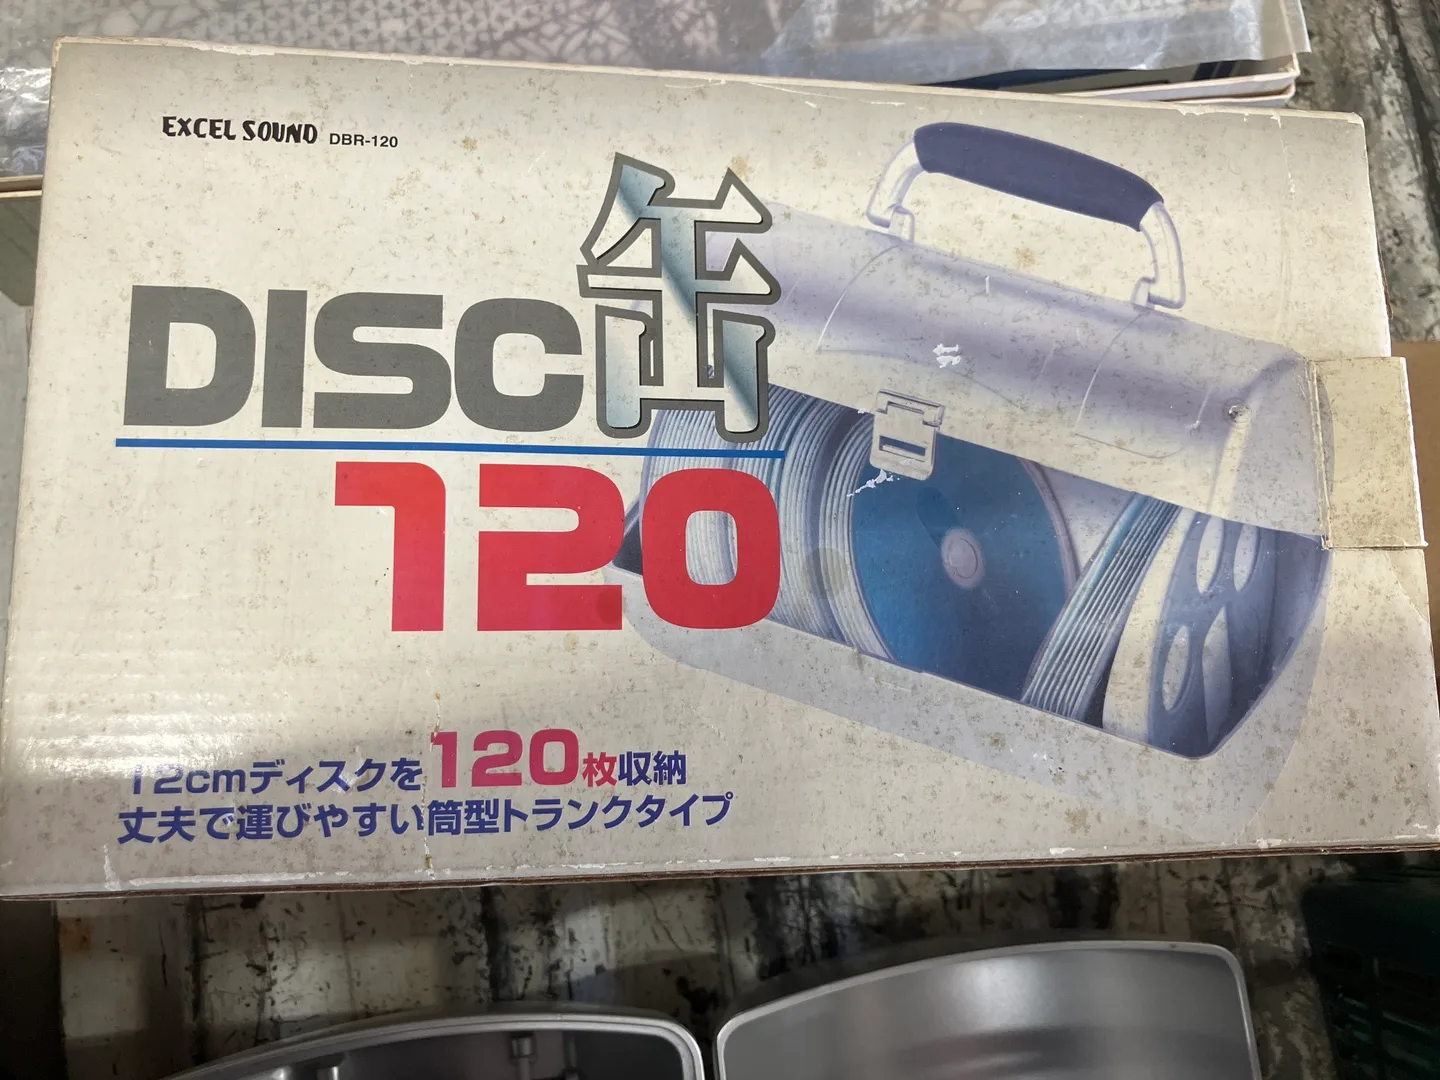 EXCEL SOUND DBR-120
DISC缶
120
12cmディスクを120枚収納
丈夫で運びやすい筒型トランクタイプ